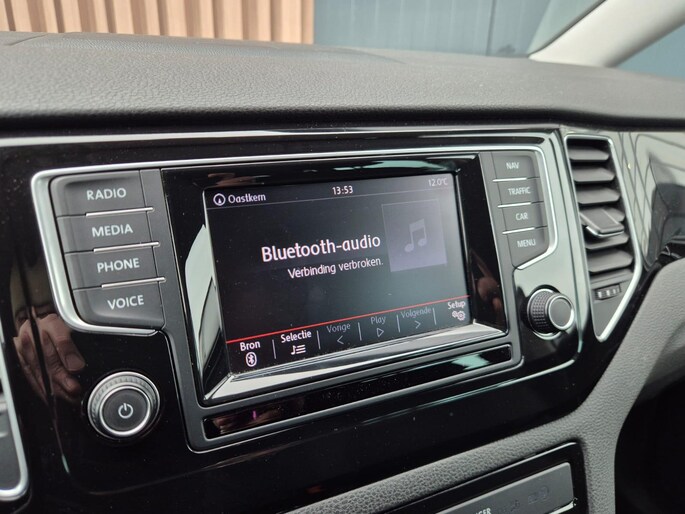 RADIO
MEDIA
PHONE
VOICE
Oastkern 13:53 12.0°C
Bluetooth-audio
Verbinding verbroken.
Bron Selectie Vorige Play Volgende Setup
NAV
TRAFFIC
CAR
MENU